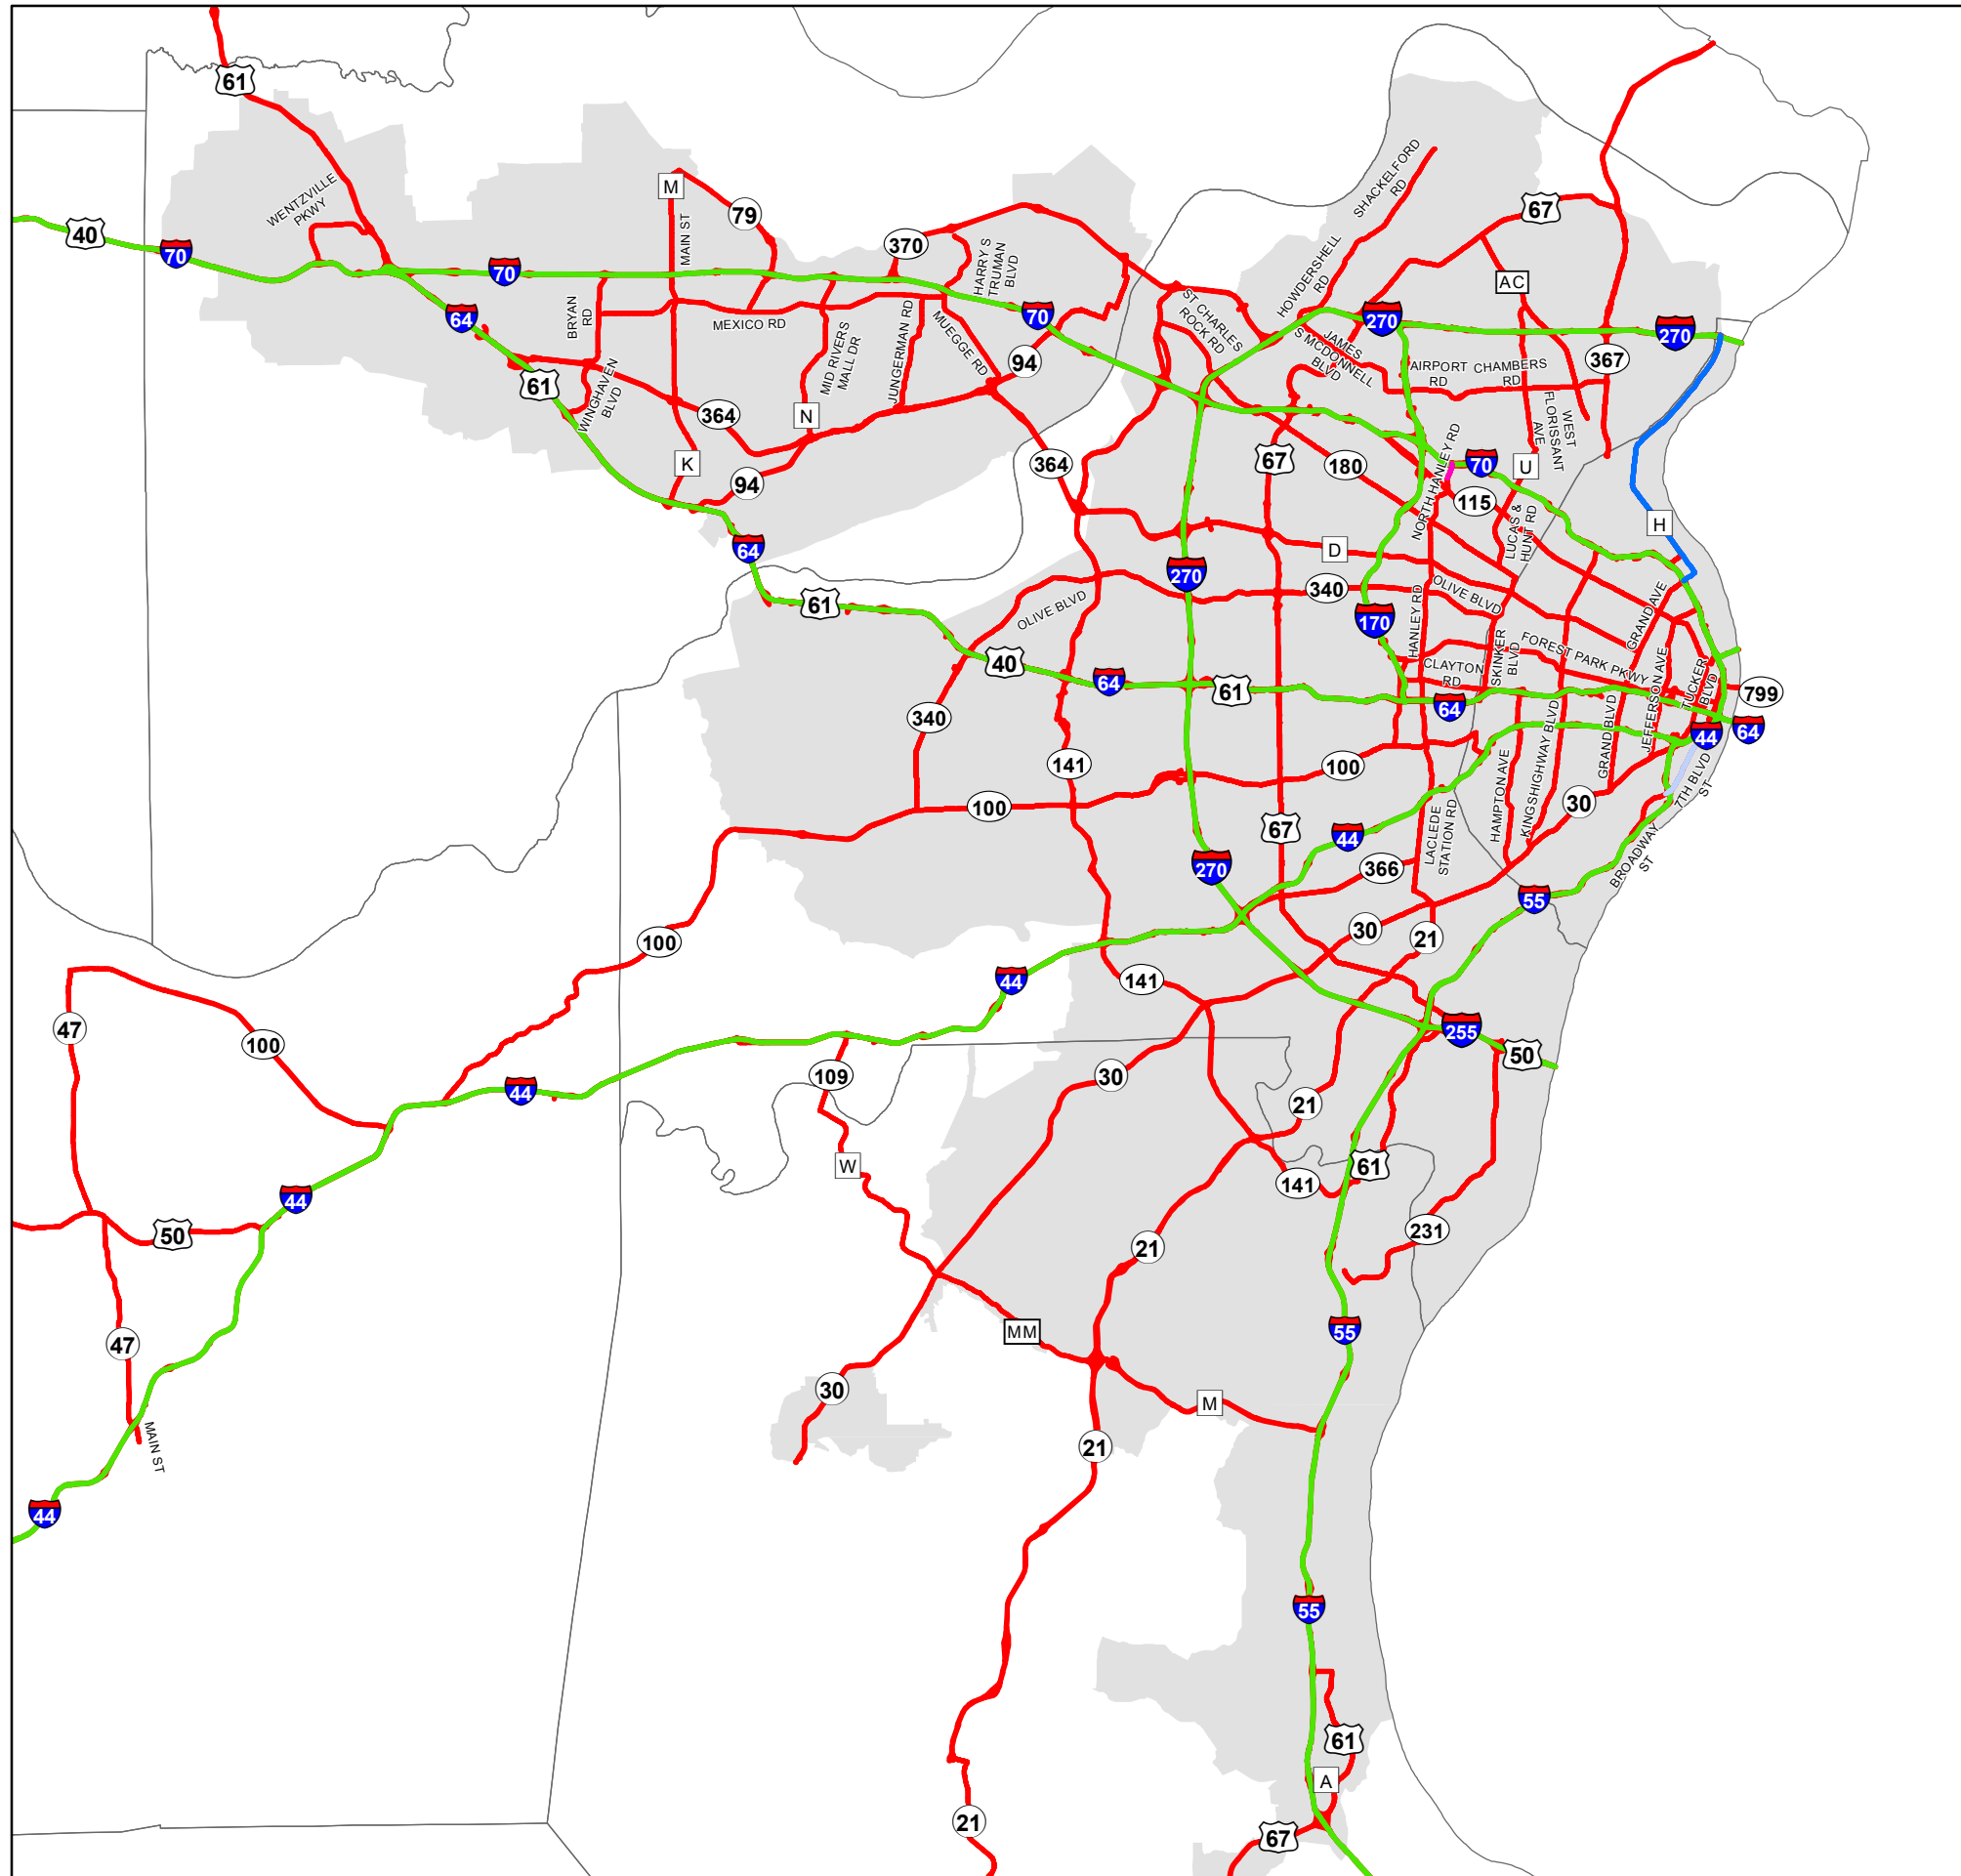 61
WENTZVILLE
PKWY
40
70
70
64
61
M
MAIN ST
79
370
HARRY S
TRUMAN
BLVD
BRYAN
RD
MEXICO RD
MID RIVERS
MALL DR
JUNGERMAN RD
MUEGGE RD
70
94
WINGHAVEN
BLVD
364
N
K
94
364
64
61
SHACKELFORD
RD
67
HOWDERSHELL
RD
AC
ST CHARLES
ROCK RD
270
270
JAMES
S MCDONNELL
BLVD
AIRPORT
RD
CHAMBERS
RD
367
WEST
FLORISSANT
AVE
67
180
NORTH HANLEY RD
70
U
115
LUCAS &
HUNT RD
H
D
270
340
OLIVE BLVD
OLIVE BLVD
170
HANLEY RD
GRAND AVE
FOREST PARK PKWY
SKINKER
BLVD
CLAYTON
RD
JEFFERSON AVE
TUCKER
BLVD
799
40
64
61
64
64
44
340
141
100
100
67
44
HAMPTON AVE
KINGSHIGHWAY BLVD
GRAND BLVD
30
7TH BLVD
ST
LACLEDE
STATION RD
366
270
BROADWAY
ST
55
30
21
100
44
141
47
100
255
50
109
30
44
21
W
61
141
44
50
231
21
47
MM
55
30
M
MAIN ST
21
44
55
61
A
21
67